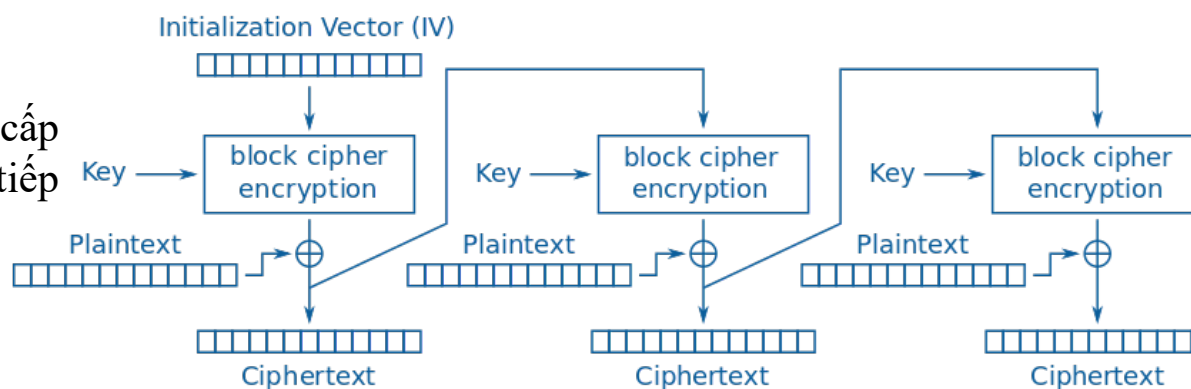 Initialization Vector (IV)
cấp
tiếp
Key
block cipher
encryption
Key
block cipher
encryption
Key
block cipher
encryption
Plaintext
Plaintext
Plaintext
Ciphertext
Ciphertext
Ciphertext